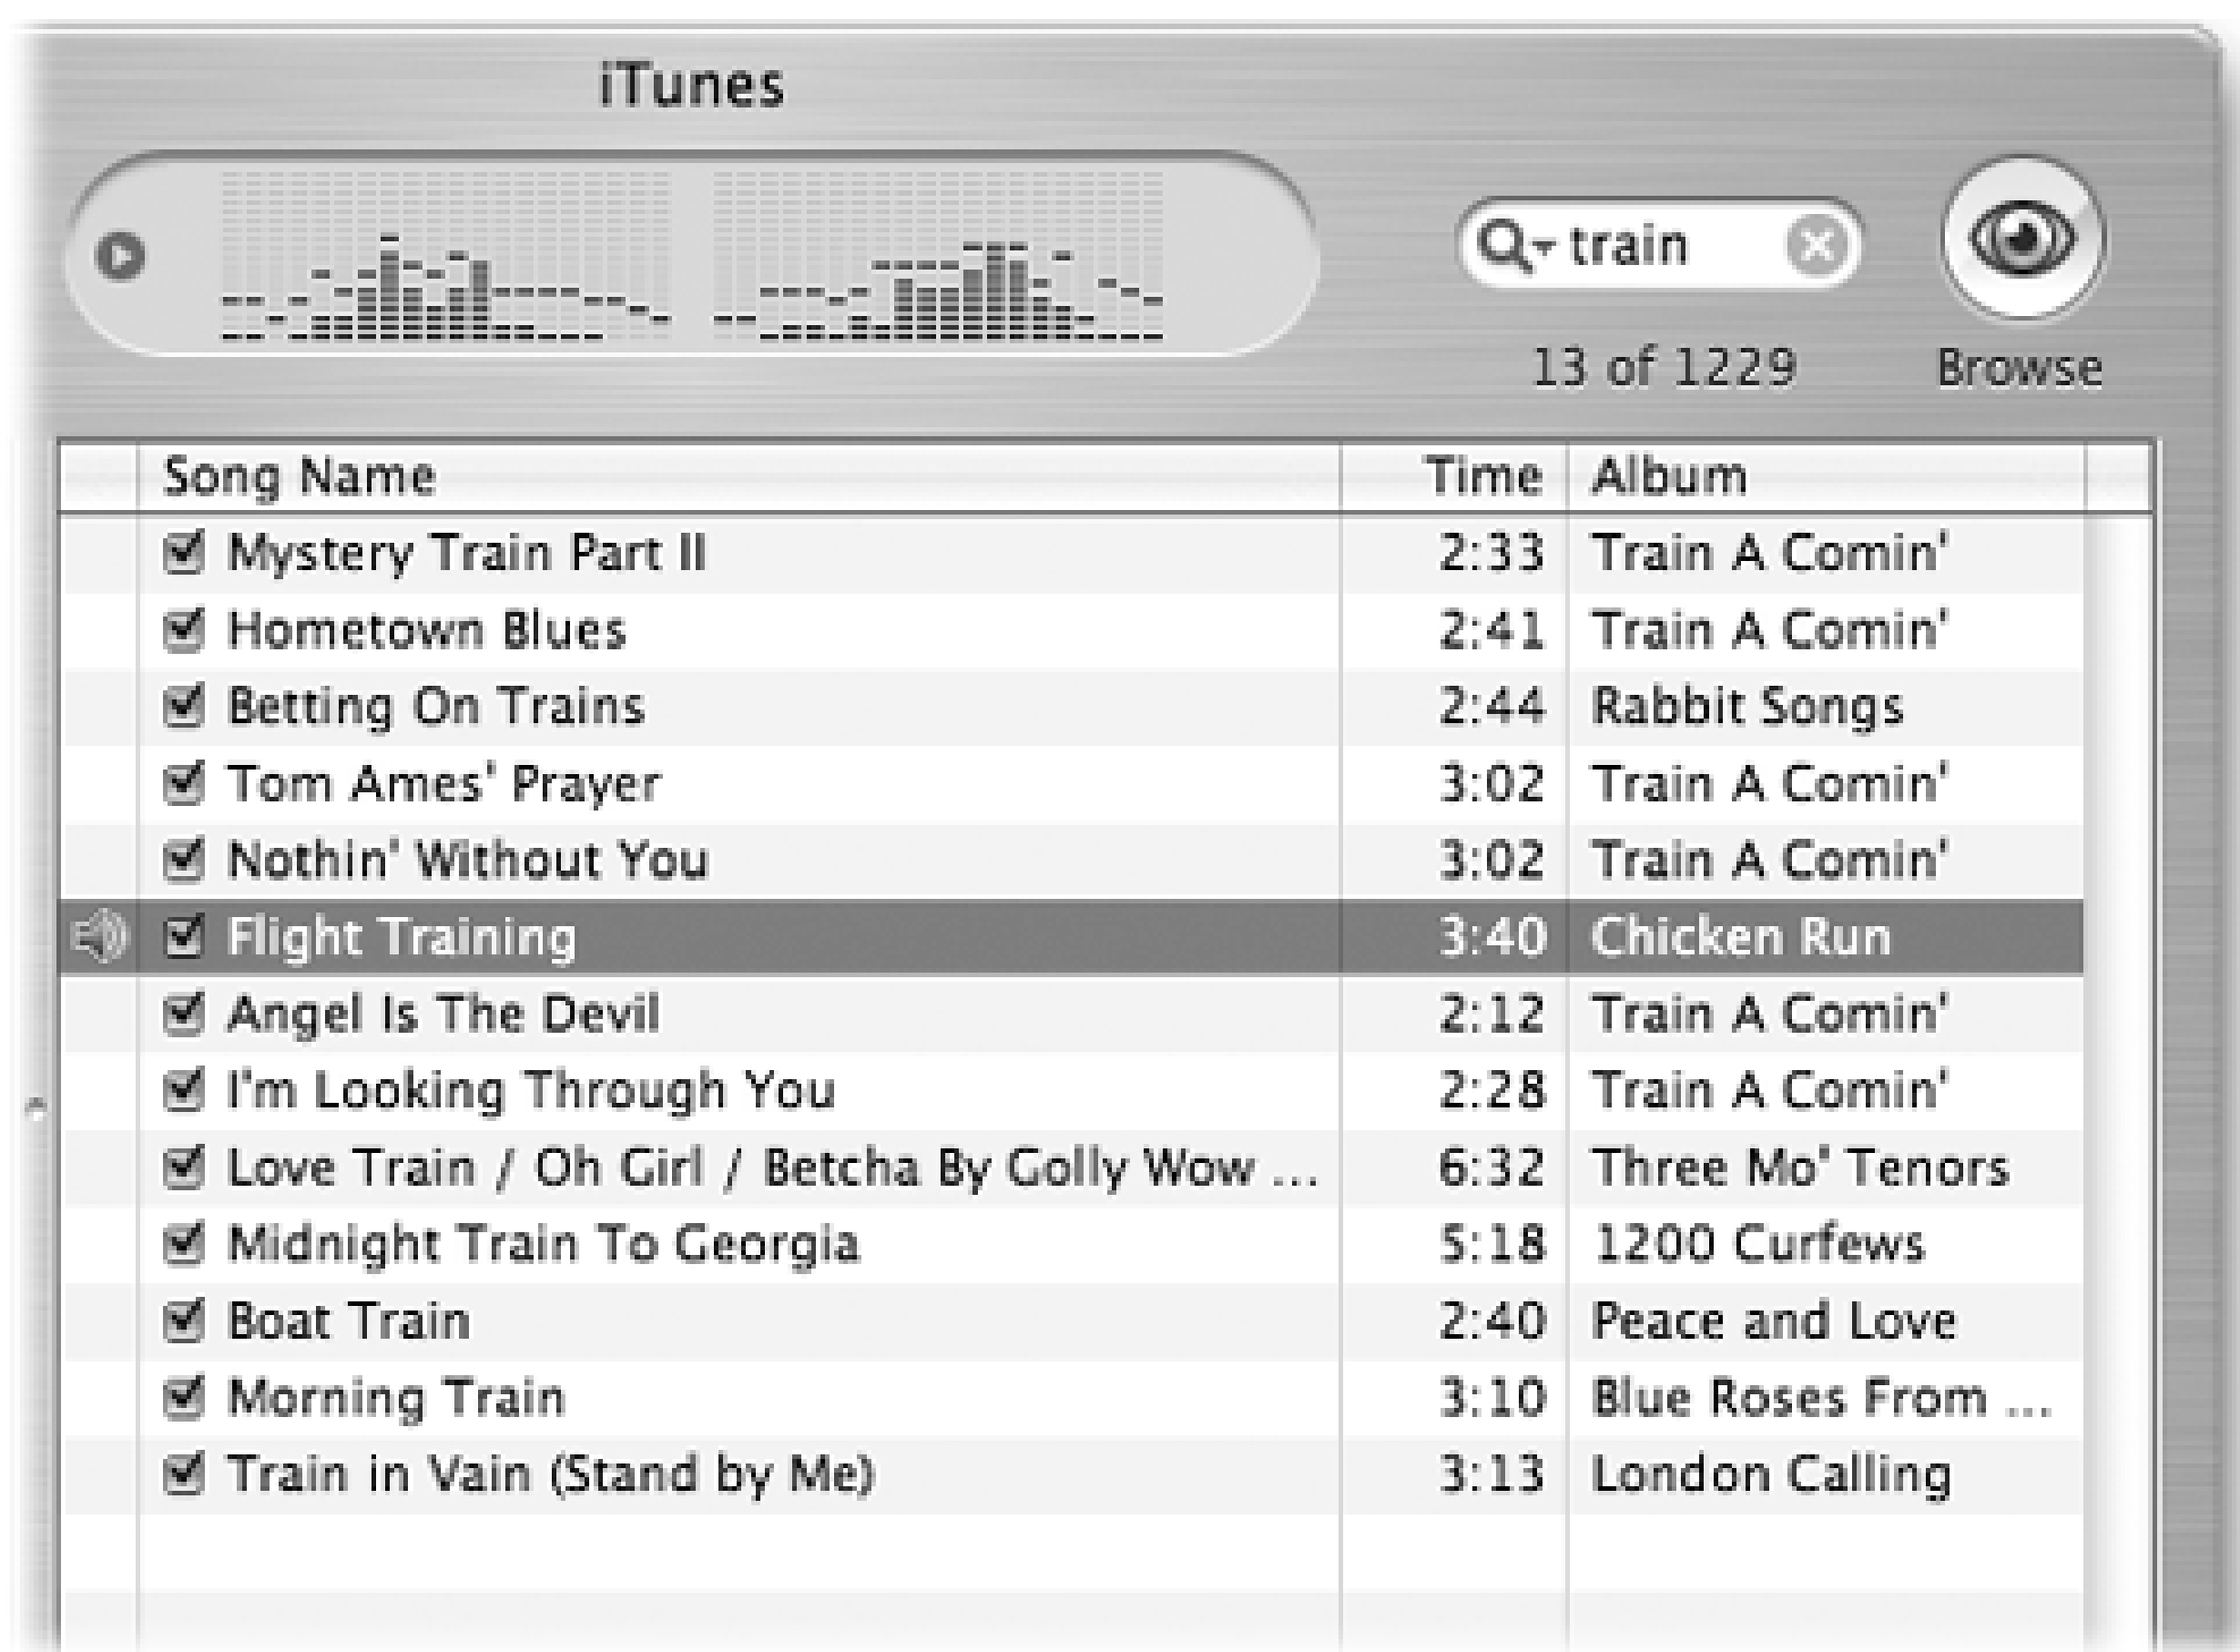 iTunes
train
13 of 1229 Browse
Song Name Time Album
Mystery Train Part II 2:33 Train A Comin'
Hometown Blues 2:41 Train A Comin'
Betting On Trains 2:44 Rabbit Songs
Tom Ames' Prayer 3:02 Train A Comin'
Nothin' Without You 3:02 Train A Comin'
Flight Training 3:40 Chicken Run
Angel Is The Devil 2:12 Train A Comin'
I'm Looking Through You 2:28 Train A Comin'
Love Train / Oh Girl / Betcha By Golly Wow ... 6:32 Three Mo' Tenors
Midnight Train To Georgia 5:18 1200 Curfews
Boat Train 2:40 Peace and Love
Morning Train 3:10 Blue Roses From ...
Train in Vain (Stand by Me) 3:13 London Calling